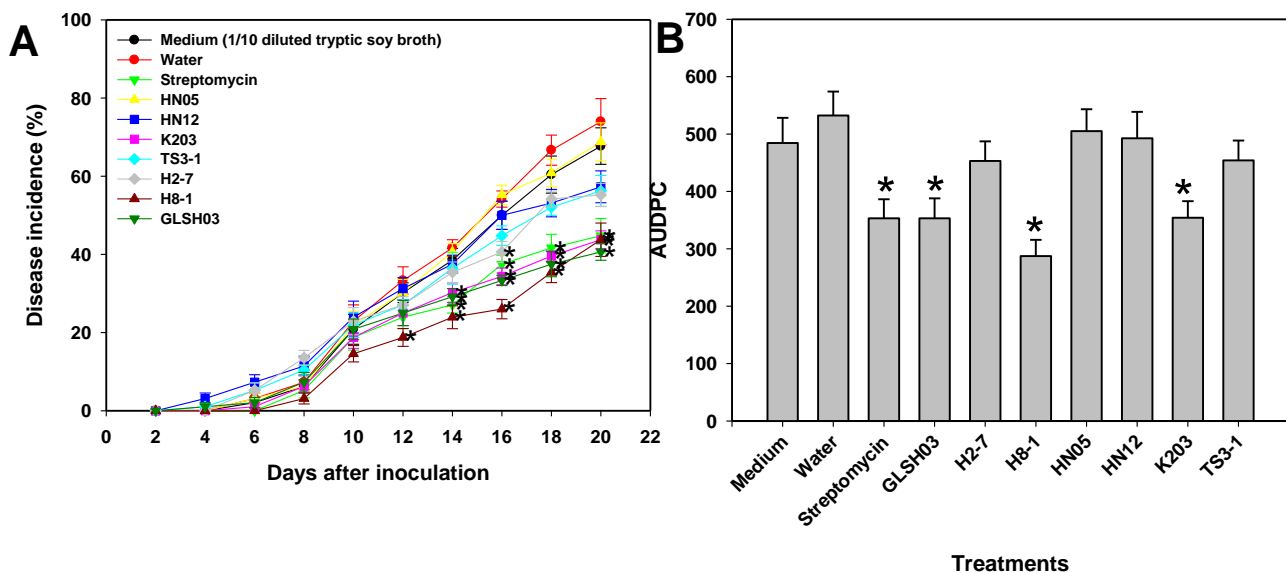 A
Medium (1/10 diluted tryptic soy broth)
Water
Streptomycin
HN05
HN12
K203
TS3-1
H2-7
H8-1
GLSH03
Disease incidence (%)
100
80
60
40
20
0
0 2 4 6 8 10 12 14 16 18 20 22
Days after inoculation
* * * * * * * * * * * * * * * * * *
B
AUDPC
700
600
500
400
300
200
100
0
* * * *
Medium
Water
Streptomycin
GLSH03
H2-7
H8-1
HN05
HN12
K203
TS3-1
Treatments